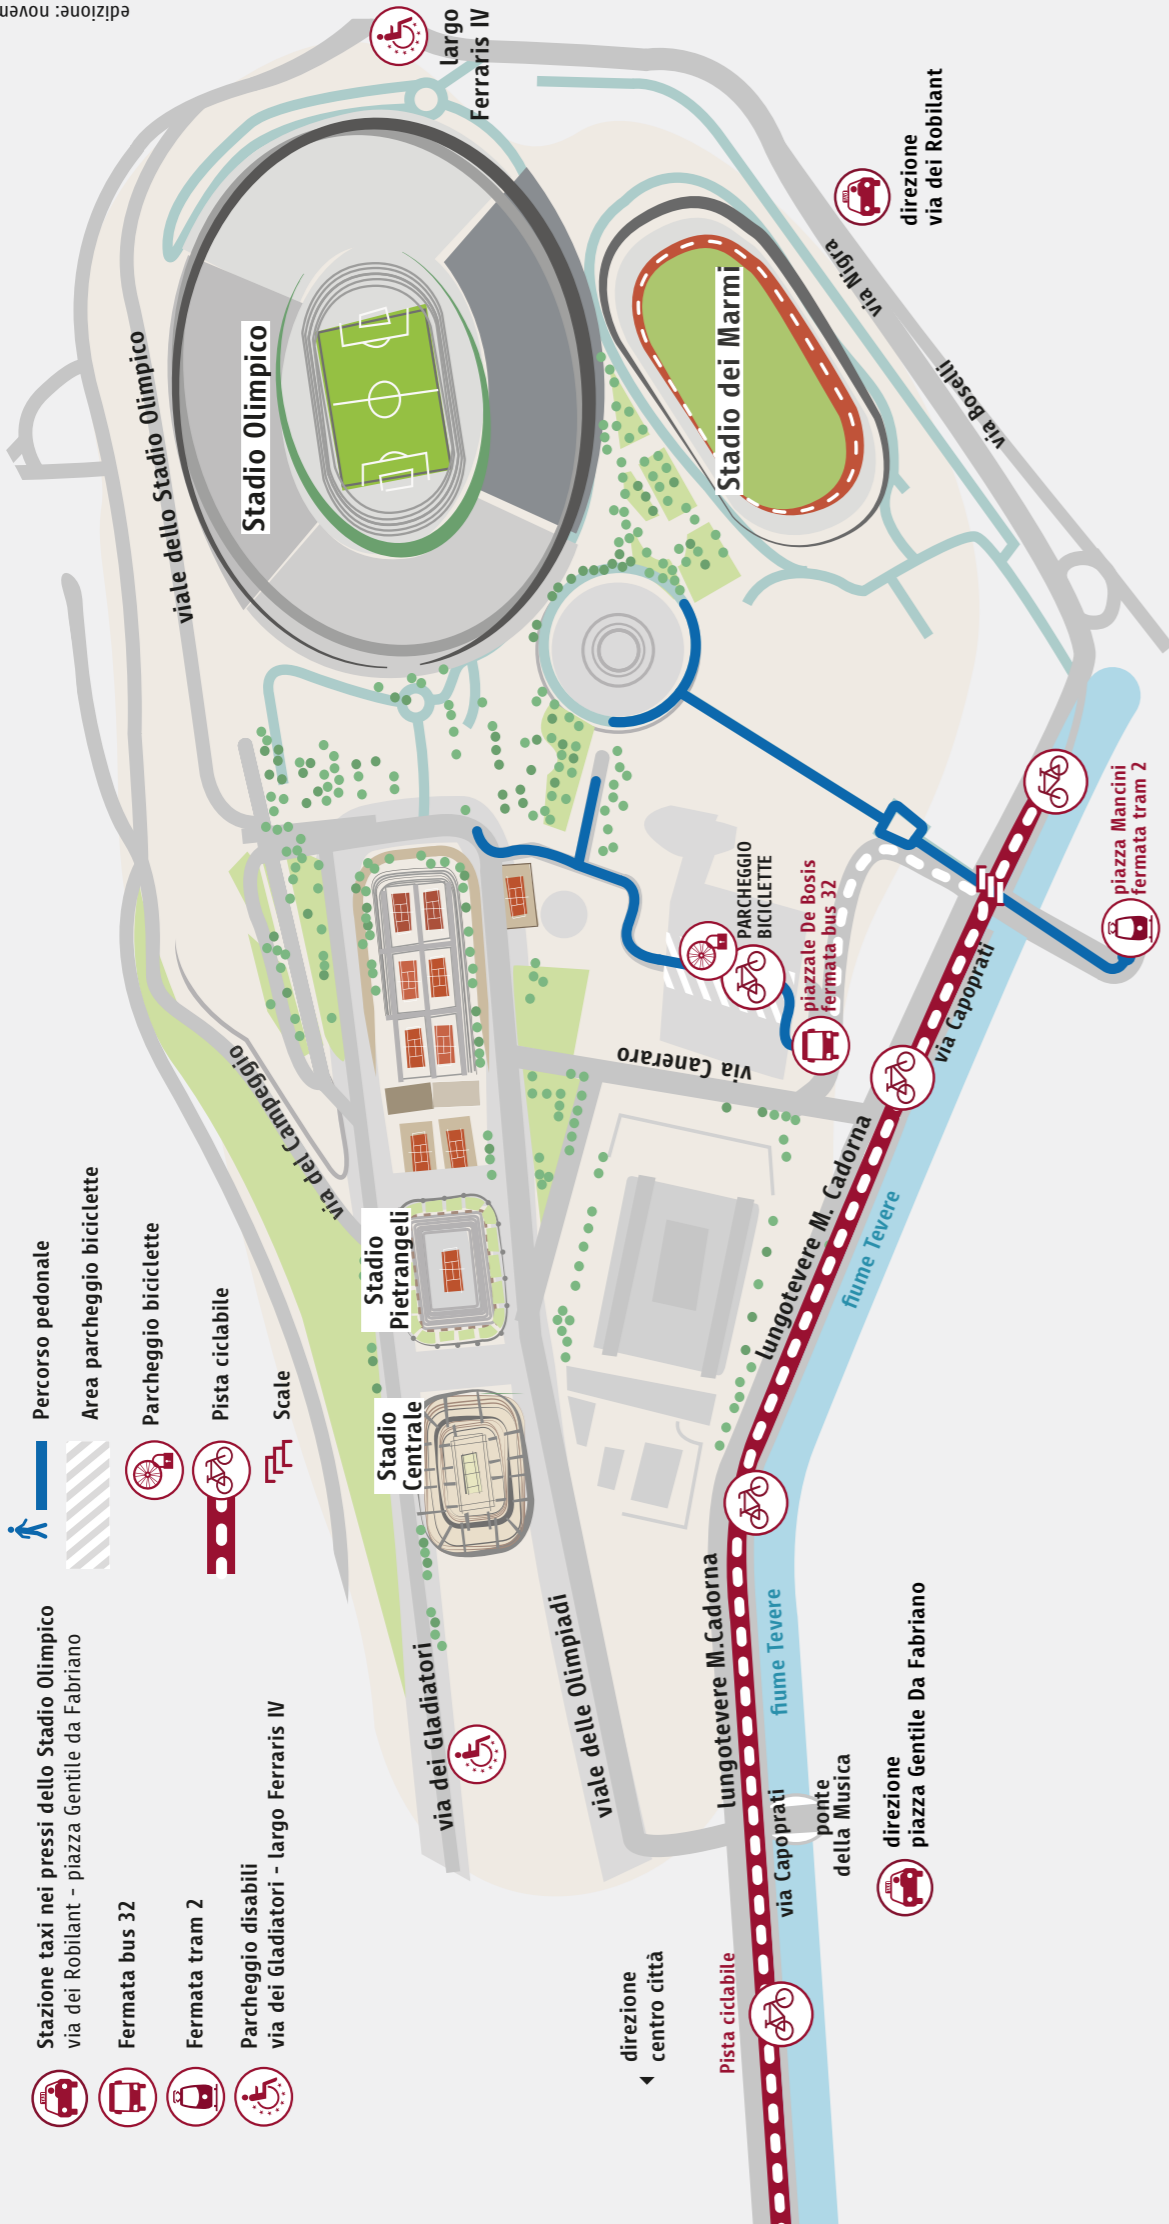 Stazione taxi nei pressi dello Stadio Olimpico
via dei Robilant - piazza Gentile da Fabriano
Fermata bus 32
Fermata tram 2
Parcheggio disabili
via dei Gladiatori - largo Ferraris IV
Percorso pedonale
Area parcheggio biciclette
Parcheggio biciclette
Pista ciclabile
Scale
edizione:
viale dello Stadio Olimpico
Stadio Olimpico
largo
Ferraris IV
via del Campeggio
Stadio
Pietrangeli
Stadio
Centrale
via dei Gladiatori
viale delle Olimpiadi
Stadio dei Marmi
via Nigra
via Boselli
direzione
via dei Robilant
PARCHEGGIO
BICICLETTE
piazzale De Bosis
fermata bus 32
via Caneraro
lungotevere M. Cadorna
via Capoprati
fiume Tevere
piazza Mancini
fermata tram 2
lungotevere M.Cadorna
fiume Tevere
via Capoprati
ponte
della Musica
direzione
piazza Gentile Da Fabriano
direzione
centro città
Pista ciclabile